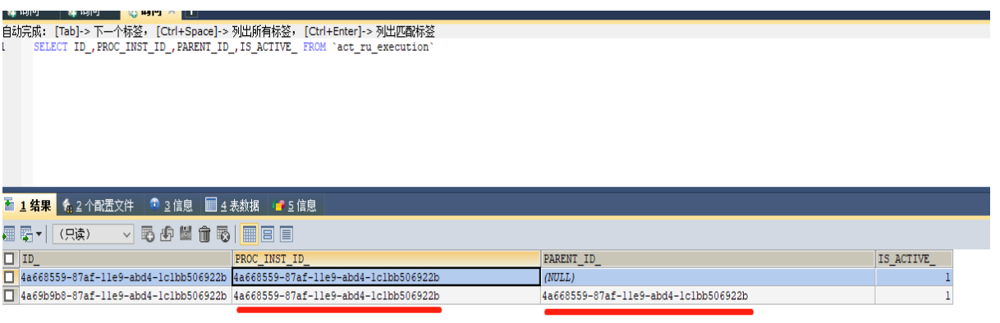 询问 询问 询问
自动完成: [Tab]-> 下一个标签, [Ctrl+Space]-> 列出所有标签, [Ctrl+Enter]-> 列出匹配标签
1 SELECT ID_,PROC_INST_ID_,PARENT_ID_,IS_ACTIVE_ FROM `act_ru_execution`
1 结果 2 个配置文件 3 信息 4 表数据 5 信息
(只读)
ID_ PROC_INST_ID_ PARENT_ID_ IS_ACTIVE_
4a668559-87af-11e9-abd4-1c1bb506922b 4a668559-87af-11e9-abd4-1c1bb506922b (NULL) 1
4a69b9b8-87af-11e9-abd4-1c1bb506922b 4a668559-87af-11e9-abd4-1c1bb506922b 4a668559-87af-11e9-abd4-1c1bb506922b 1